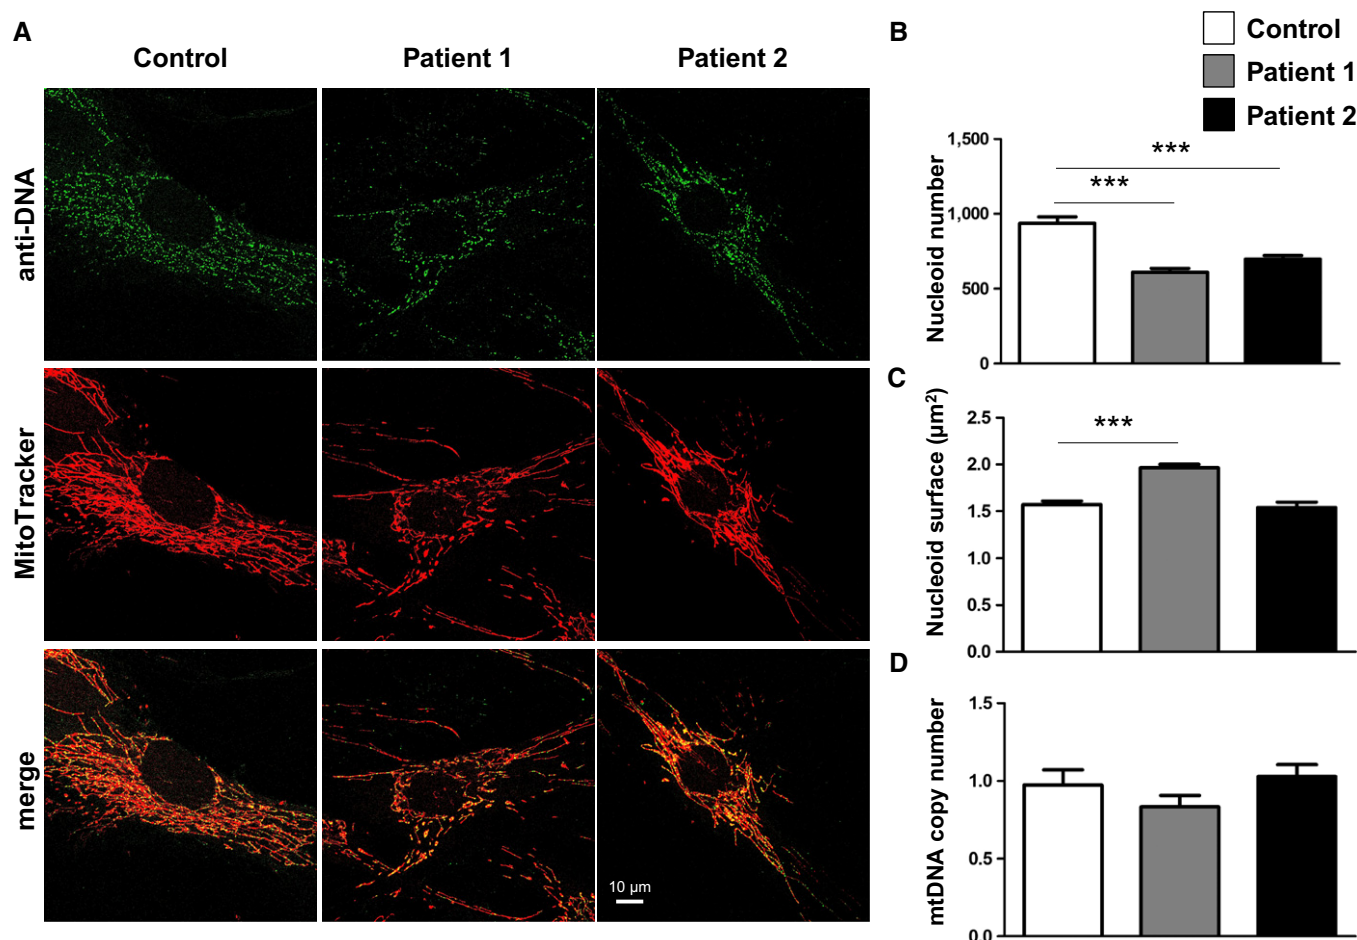 A
Control
Patient 1
Patient 2
anti-DNA
MitoTracker
merge
10 µm
B
Control
Patient 1
Patient 2
Nucleoid number
1,500
1,000
500
0
***
***
C
Nucleoid surface (µm²)
2.5
2.0
1.5
1.0
0.5
0.0
***
D
mtDNA copy number
1.5
1.0
0.5
0.0